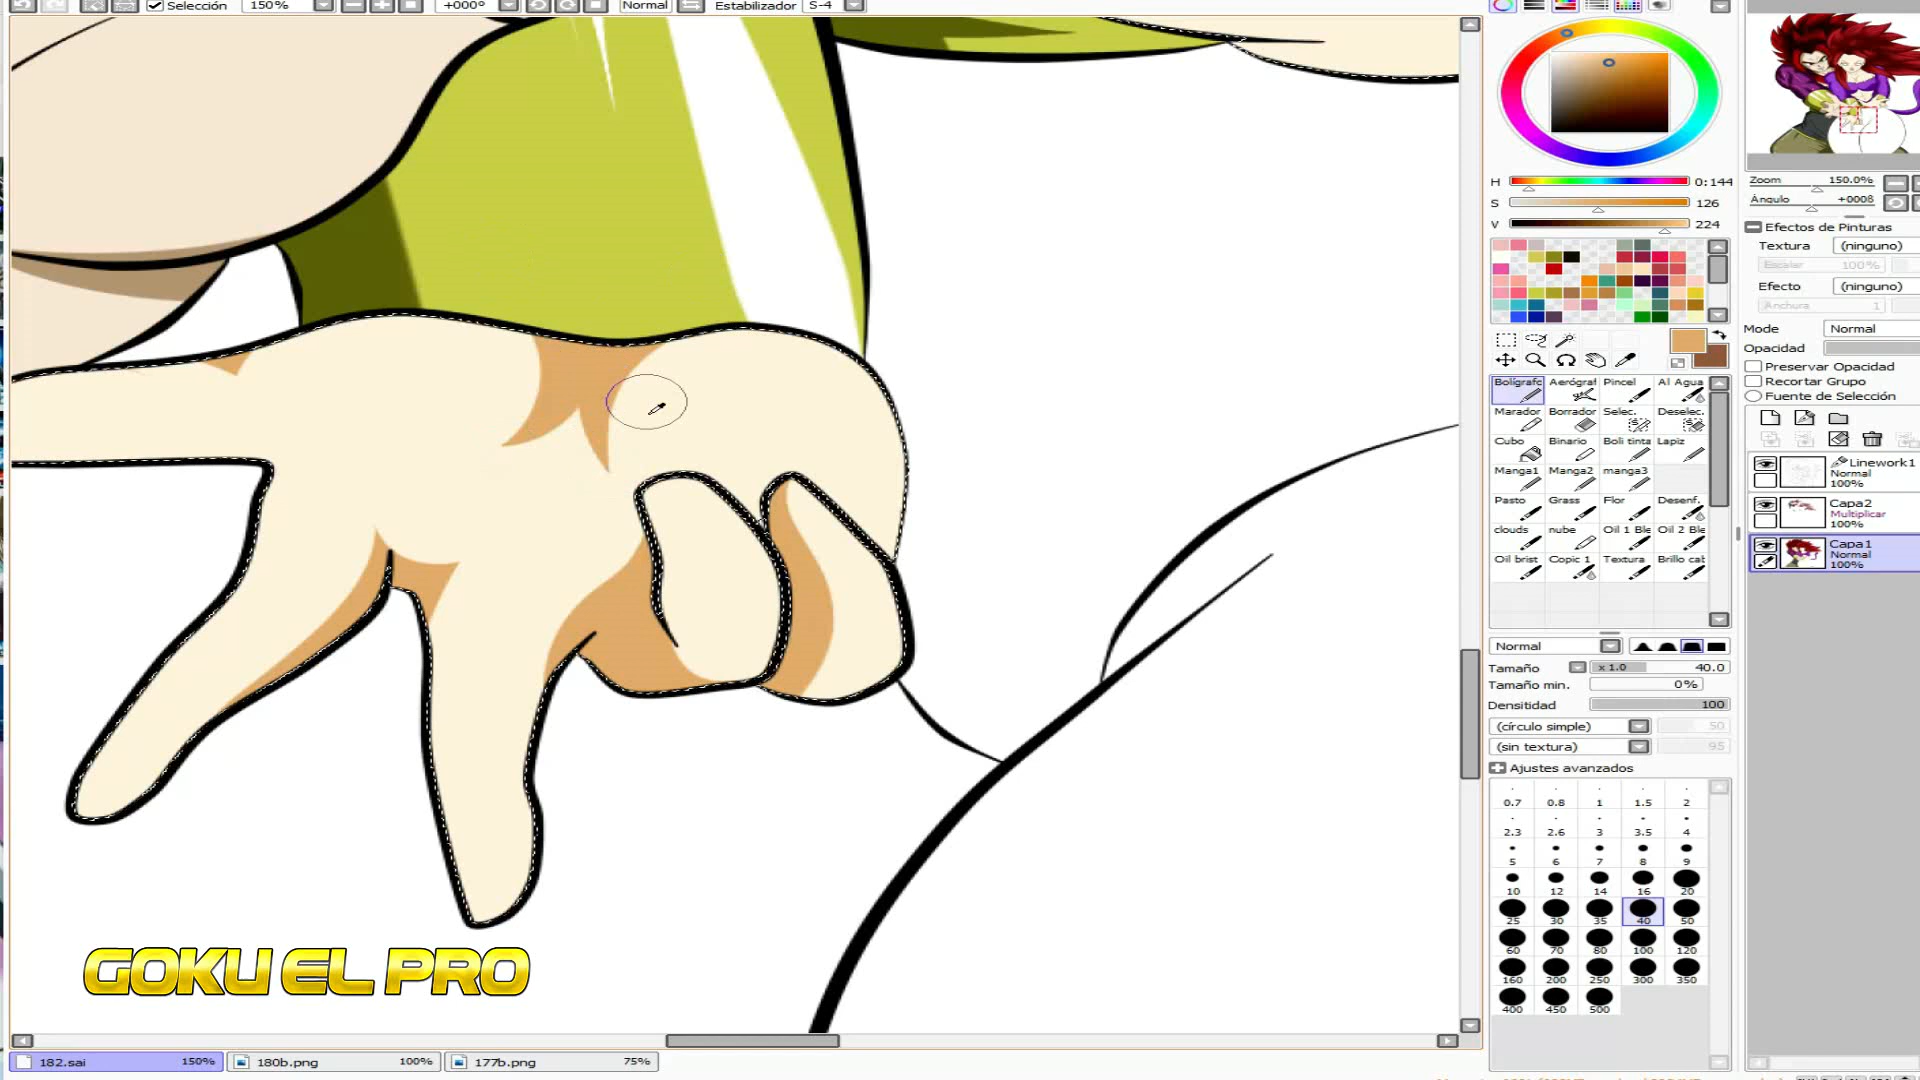 Selección 150% +000° Normal Estabilizador S-4
H 0:144
S 126
V 224
Zoom 150.0%
Ángulo +0008
Efectos de Pinturas
Textura (ninguno)
Escalar 100%
Efecto (ninguno)
Anchura 1
Mode Normal
Opacidad
Preservar Opacidad
Recortar Grupo
Fuente de Selección
Linework1
Normal
100%
Capa2
Multiplicar
100%
Capa1
Normal
100%
Bolígrafo Aerógraf Pincel Al Agua
Marador Borrador Selec. Deselec.
Cubo Binario Boli tinta Lapiz
Manga1 Manga2 manga3
Pasto Grass Flor Desenf.
clouds nube Oil 1 Ble Oil 2 Ble
Oil brist Copic 1 Textura Brillo cab
Normal
Tamaño x 1.0 40.0
Tamaño min. 0%
Densitidad 100
(círculo simple) 50
(sin textura) 95
Ajustes avanzados
0.7 0.8 1 1.5 2
2.3 2.6 3 3.5 4
5 6 7 8 9
10 12 14 16 20
25 30 35 40 50
60 70 80 100 120
160 200 250 300 350
400 450 500
GOKU EL PRO
182.sai 150% 180b.png 100% 177b.png 75%